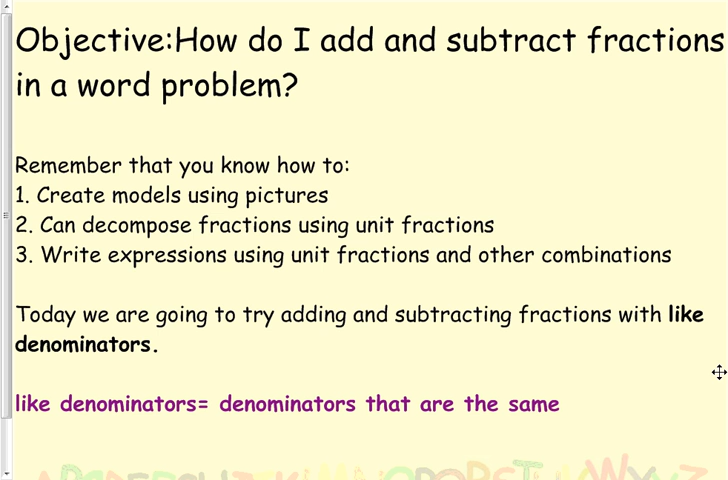 Objective:How do I add and subtract fractions
in a word problem?
Remember that you know how to:
1. Create models using pictures
2. Can decompose fractions using unit fractions
3. Write expressions using unit fractions and other combinations
Today we are going to try adding and subtracting fractions with like
denominators.
like denominators= denominators that are the same